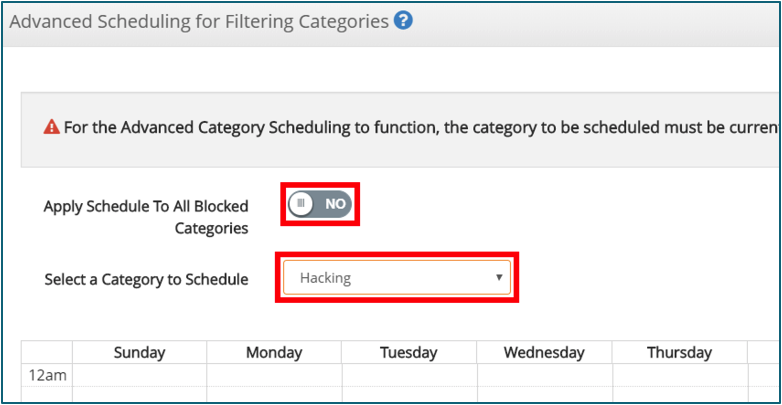 Advanced Scheduling for Filtering Categories ?
For the Advanced Category Scheduling to function, the category to be scheduled must be curren
Apply Schedule To All Blocked
Categories
NO
Select a Category to Schedule
Hacking
Sunday Monday Tuesday Wednesday Thursday
12am